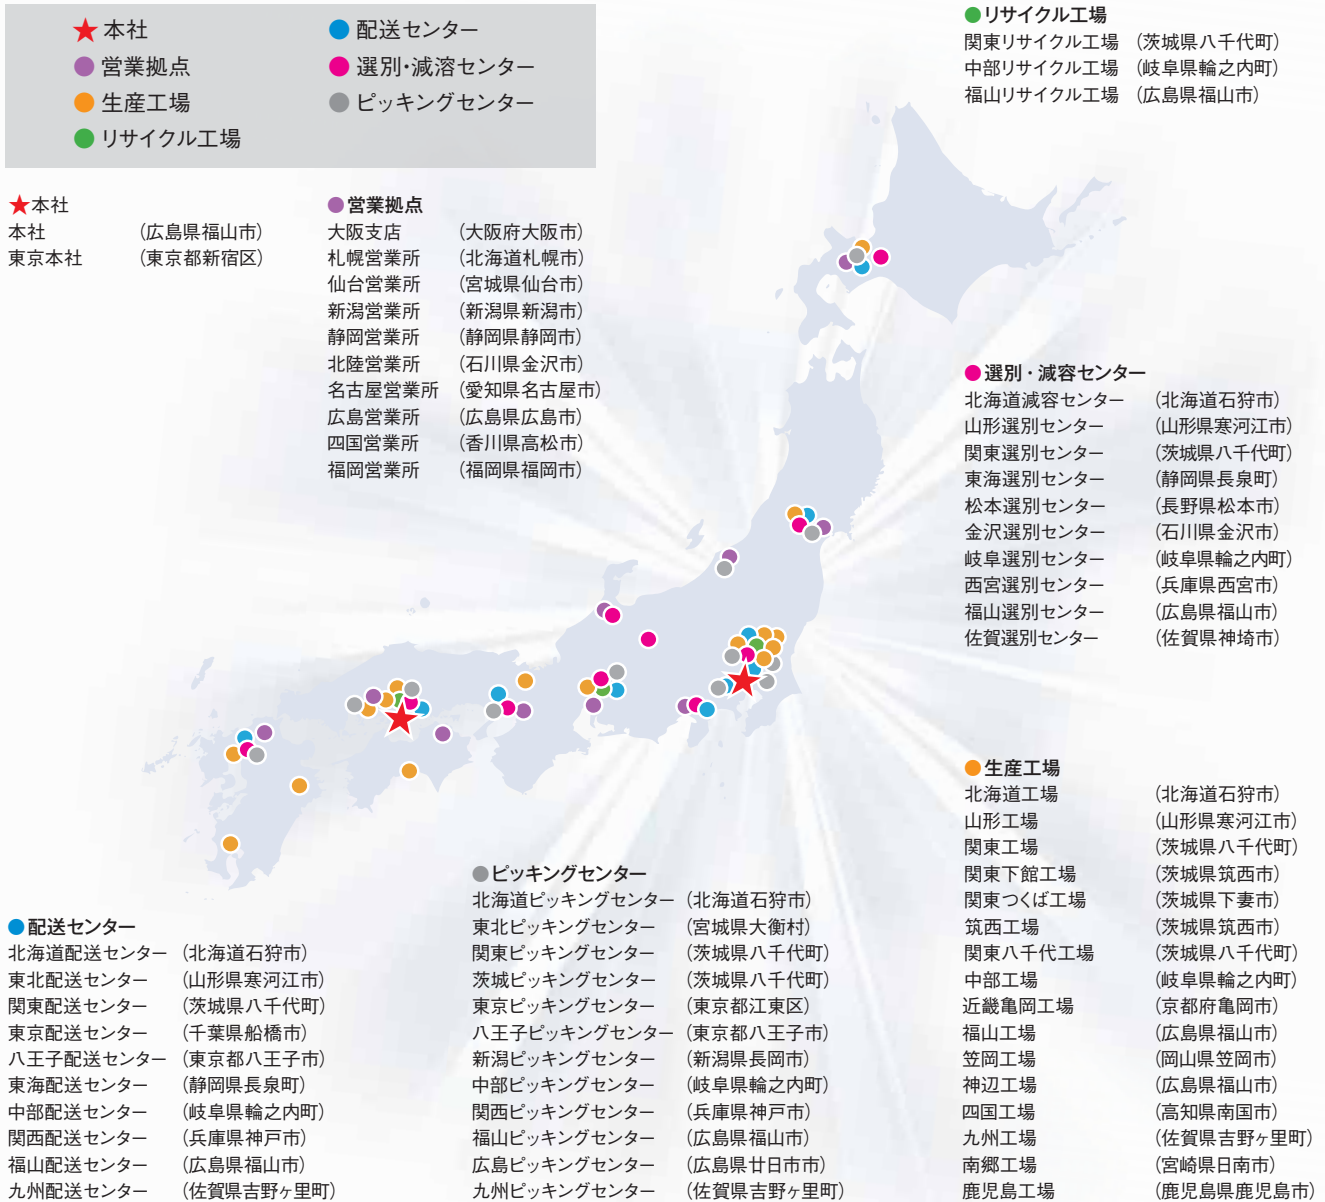 本社
営業拠点
生産工場
リサイクル工場
配送センター
選別・減容センター
ピッキングセンター
本社
本社 (広島県福山市)
東京本社 (東京都新宿区)
営業拠点
大阪支店 (大阪府大阪市)
札幌営業所 (北海道札幌市)
仙台営業所 (宮城県仙台市)
新潟営業所 (新潟県新潟市)
静岡営業所 (静岡県静岡市)
北陸営業所 (石川県金沢市)
名古屋営業所 (愛知県名古屋市)
広島営業所 (広島県広島市)
四国営業所 (香川県高松市)
福岡営業所 (福岡県福岡市)
リサイクル工場
関東リサイクル工場 (茨城県八千代町)
中部リサイクル工場 (岐阜県輪之内町)
福山リサイクル工場 (広島県福山市)
選別・減容センター
北海道減容センター (北海道石狩市)
山形選別センター (山形県寒河江市)
関東選別センター (茨城県八千代町)
東海選別センター (静岡県長泉町)
松本選別センター (長野県松本市)
金沢選別センター (石川県金沢市)
岐阜選別センター (岐阜県輪之内町)
西宮選別センター (兵庫県西宮市)
福山選別センター (広島県福山市)
佐賀選別センター (佐賀県神埼市)
配送センター
北海道配送センター (北海道石狩市)
東北配送センター (山形県寒河江市)
関東配送センター (茨城県八千代町)
東京配送センター (千葉県船橋市)
八王子配送センター (東京都八王子市)
東海配送センター (静岡県長泉町)
中部配送センター (岐阜県輪之内町)
関西配送センター (兵庫県神戸市)
福山配送センター (広島県福山市)
九州配送センター (佐賀県吉野ヶ里町)
ピッキングセンター
北海道ピッキングセンター (北海道石狩市)
東北ピッキングセンター (宮城県大衡村)
関東ピッキングセンター (茨城県八千代町)
茨城ピッキングセンター (茨城県八千代町)
東京ピッキングセンター (東京都江東区)
八王子ピッキングセンター (東京都八王子市)
新潟ピッキングセンター (新潟県長岡市)
中部ピッキングセンター (岐阜県輪之内町)
関西ピッキングセンター (兵庫県神戸市)
福山ピッキングセンター (広島県福山市)
広島ピッキングセンター (広島県廿日市市)
九州ピッキングセンター (佐賀県吉野ヶ里町)
生産工場
北海道工場 (北海道石狩市)
山形工場 (山形県寒河江市)
関東工場 (茨城県八千代町)
関東下館工場 (茨城県筑西市)
関東つくば工場 (茨城県下妻市)
筑西工場 (茨城県筑西市)
関東八千代工場 (茨城県八千代町)
中部工場 (岐阜県輪之内町)
近畿亀岡工場 (京都府亀岡市)
福山工場 (広島県福山市)
笠岡工場 (岡山県笠岡市)
神辺工場 (広島県福山市)
四国工場 (高知県南国市)
九州工場 (佐賀県吉野ヶ里町)
南郷工場 (宮崎県日南市)
鹿児島工場 (鹿児島県鹿児島市)